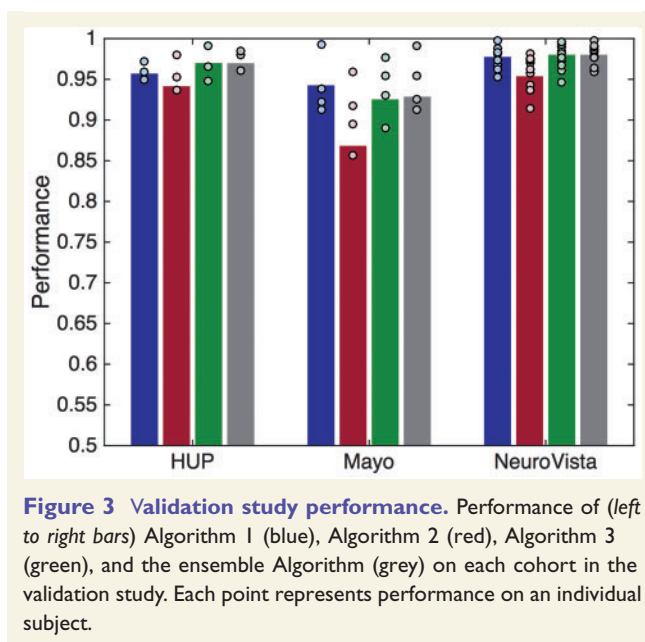 1
0.95
0.9
0.85
0.8
0.75
0.7
0.65
0.6
0.55
0.5
Performance
HUP Mayo NeuroVista
Figure 3 Validation study performance. Performance of (left
to right bars) Algorithm 1 (blue), Algorithm 2 (red), Algorithm 3
(green), and the ensemble Algorithm (grey) on each cohort in the
validation study. Each point represents performance on an individual
subject.